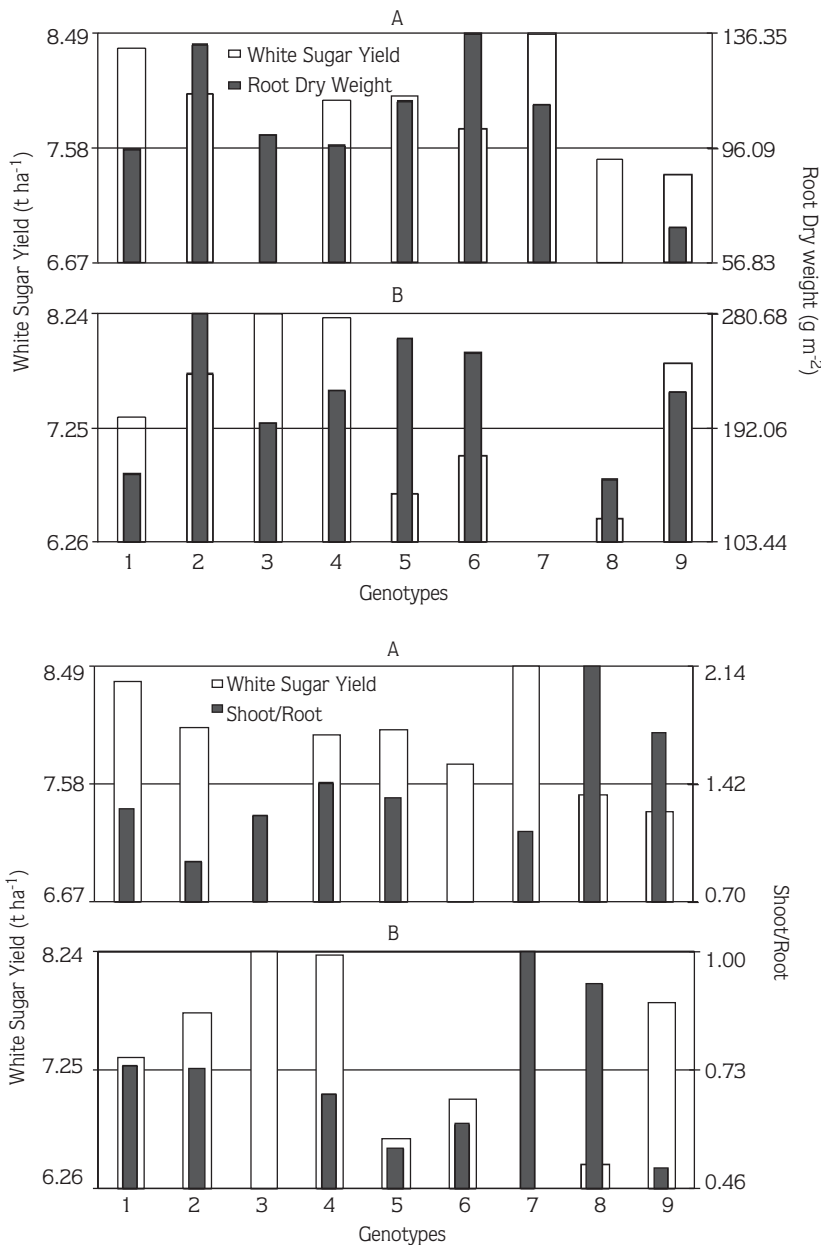 A
8.49
136.35
White Sugar Yield
Root Dry Weight
7.58
96.09
6.67
56.83
White Sugar Yield (t ha-1)
Root Dry weight (g m-2)
B
8.24
280.68
7.25
192.06
6.26
103.44
1 2 3 4 5 6 7 8 9
Genotypes
A
8.49
2.14
White Sugar Yield
Shoot/Root
7.58
1.42
6.67
0.70
White Sugar Yield (t ha-1)
Shoot/Root
B
8.24
1.00
7.25
0.73
6.26
0.46
1 2 3 4 5 6 7 8 9
Genotypes